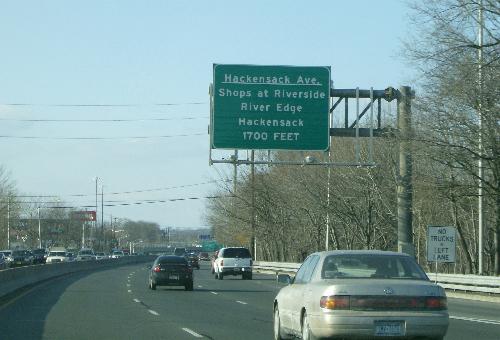 Hackensack Ave.
Shops at Riverside
River Edge
Hackensack
1700 FEET
NO
TRUCKS
LEFT
LANE